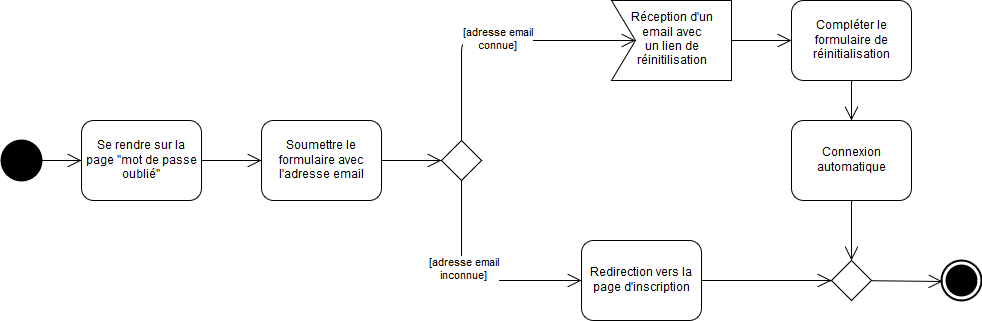 Se rendre sur la
page "mot de passe
oublié"
Soumettre le
formulaire avec
l'adresse email
[adresse email
connue]
Réception d'un
email avec
un lien de
réinitilisation
Compléter le
formulaire de
réinitialisation
Connexion
automatique
[adresse email
inconnue]
Redirection vers la
page d'inscription